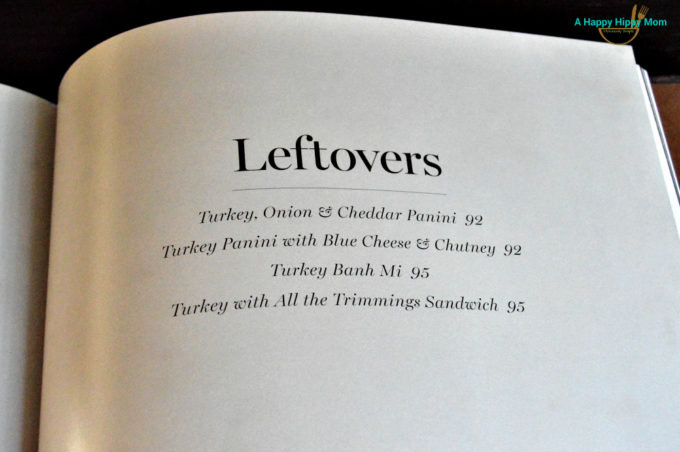 A Happy Hippy Mom
Leftovers
Turkey, Onion & Cheddar Panini 92
Turkey Panini with Blue Cheese & Chutney 92
Turkey Banh Mi 95
Turkey with All the Trimmings Sandwich 95